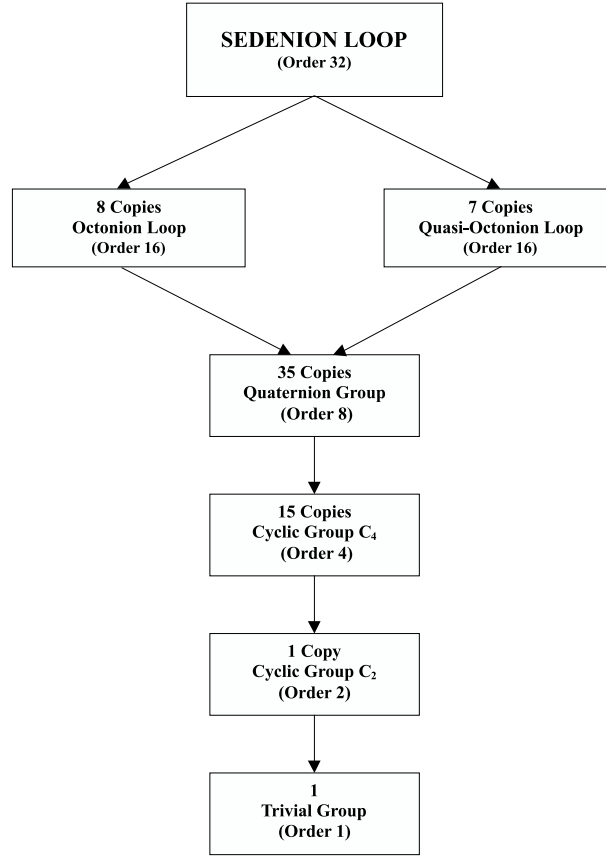 SEDENION LOOP
(Order 32)
8 Copies
Octonion Loop
(Order 16)
7 Copies
Quasi-Octonion Loop
(Order 16)
35 Copies
Quaternion Group
(Order 8)
15 Copies
Cyclic Group C₄
(Order 4)
1 Copy
Cyclic Group C₂
(Order 2)
1
Trivial Group
(Order 1)